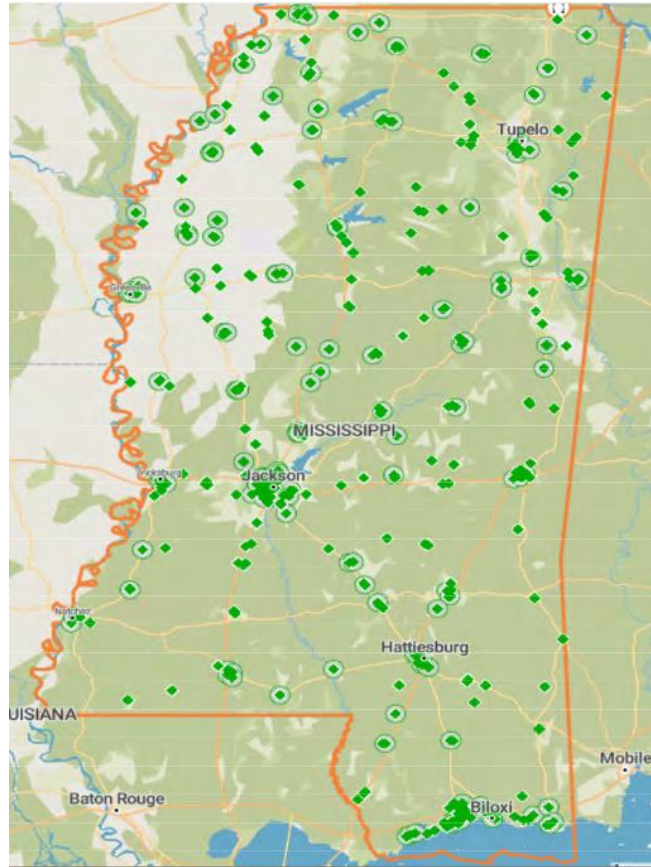 Tupelo
Greenville
MISSISSIPPI
Vicksburg
Jackson
Natchez
Hattiesburg
UISIANA
Mobile
Baton Rouge
Biloxi